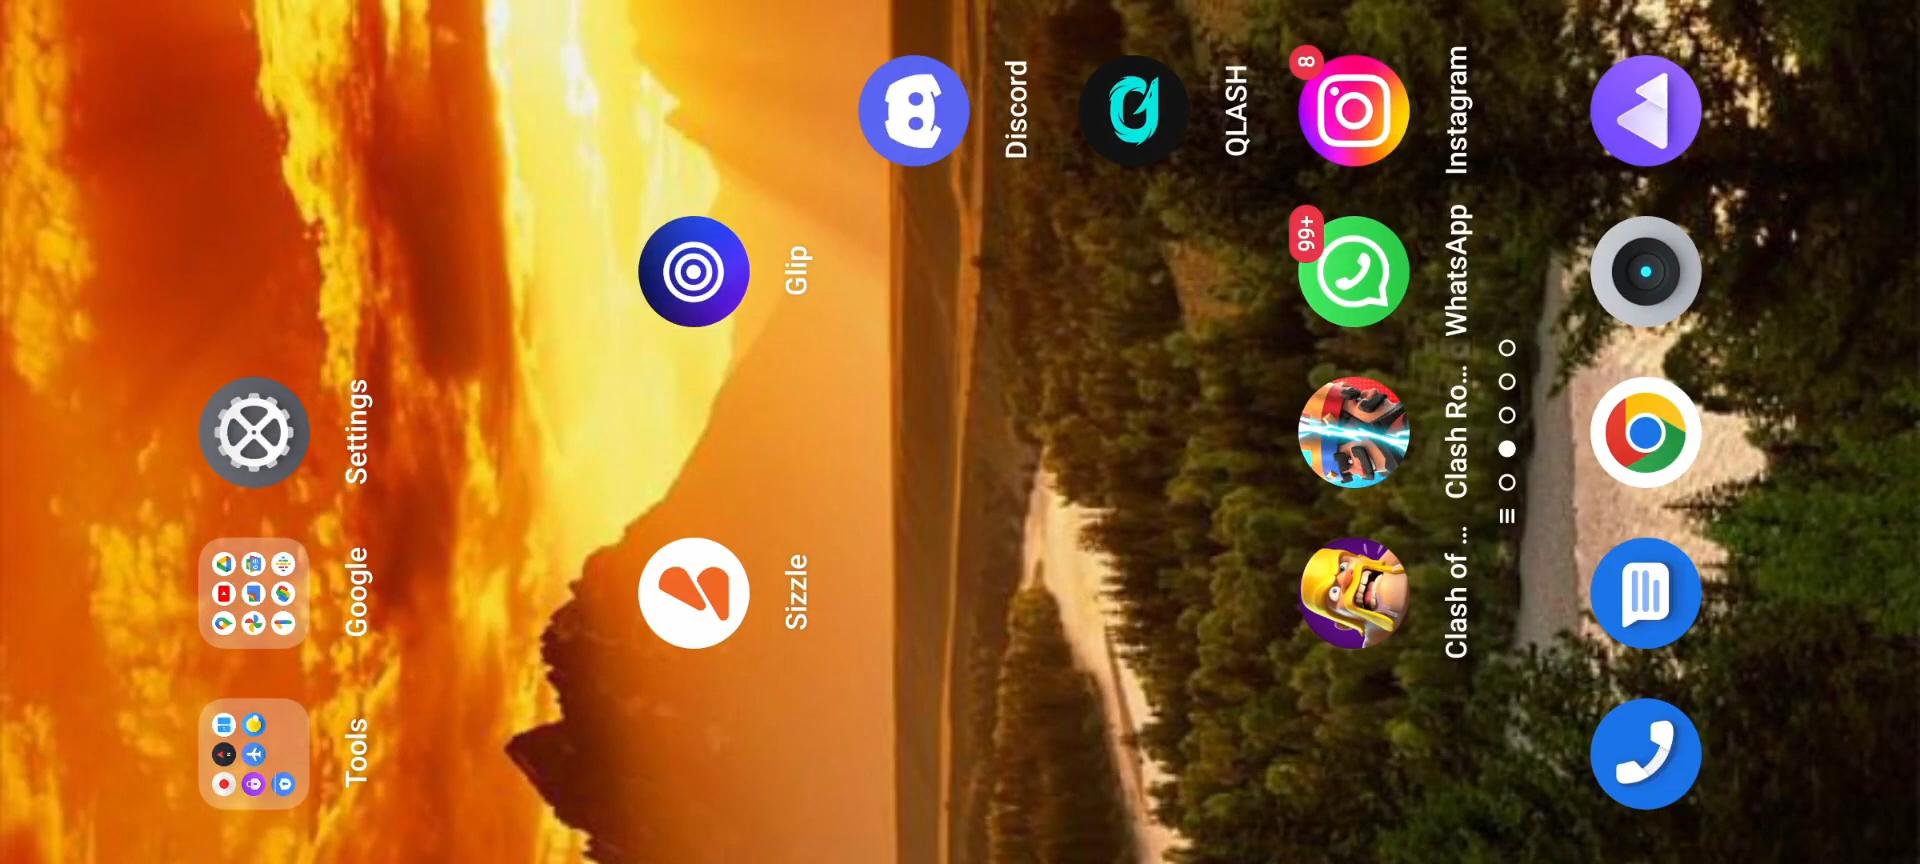 Tools
Google
Settings
Sizzle
Glip
Discord
QLASH
99+
8
Clash of ...
Clash Ro...
WhatsApp
Instagram